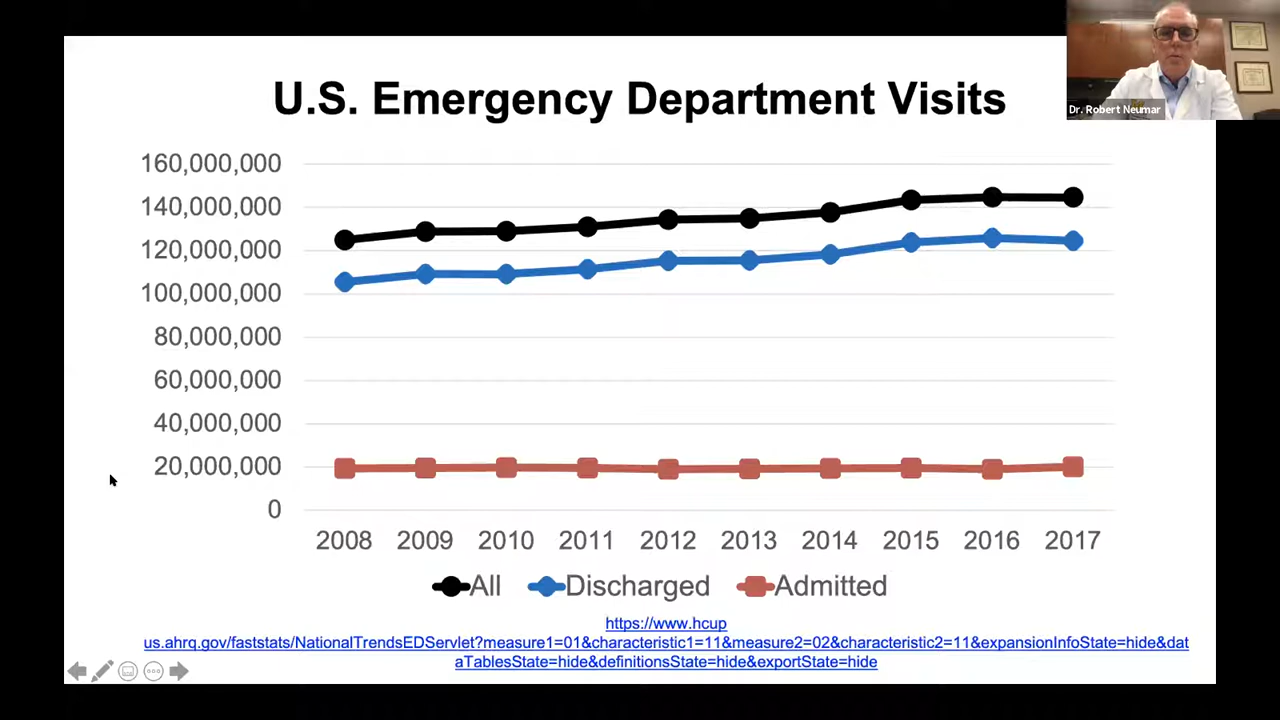 U.S. Emergency Department Visits
Dr. Robert Neumar
160,000,000
140,000,000
120,000,000
100,000,000
80,000,000
60,000,000
40,000,000
20,000,000
0
2008 2009 2010 2011 2012 2013 2014 2015 2016 2017
All Discharged Admitted
https://www.hcup
us.ahrq.gov/faststats/NationalTrendsEDServlet?measure1=01&characteristic1=11&measure2=02&characteristic2=11&expansionInfoState=hide&dat
aTablesState=hide&definitionsState=hide&exportState=hide